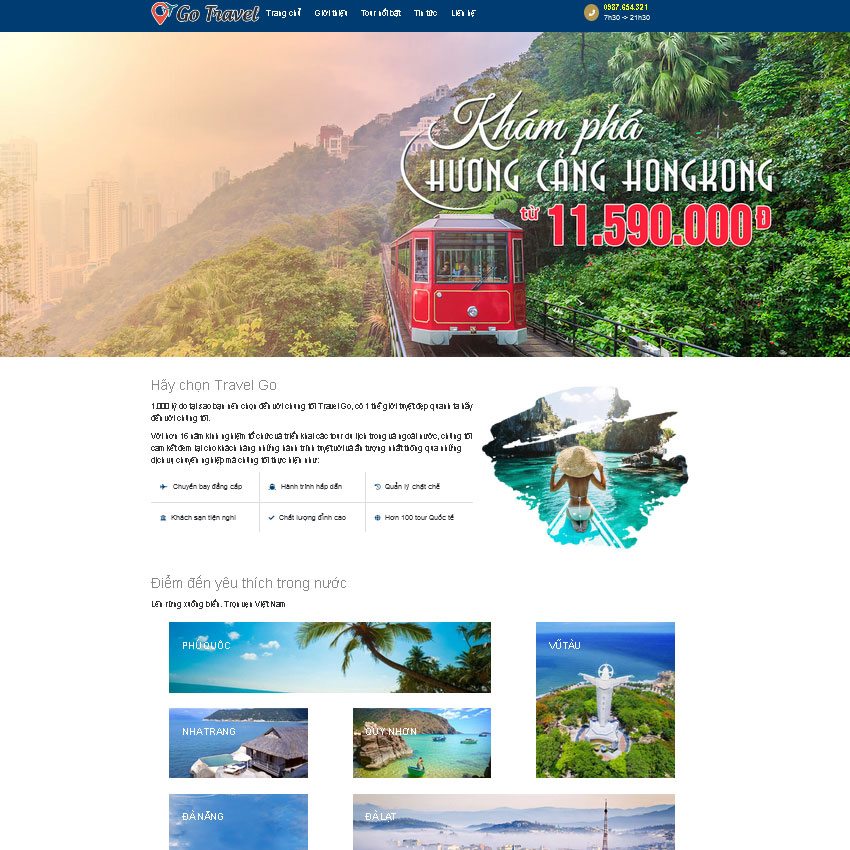 Go Travel
Trang chủ Giới thiệu Tour nổi bật Tin tức Liên hệ
0987.654.321
7h30 -> 21h30
Khám phá
HƯƠNG CẢNG HONGKONG
từ 11.590.000Đ
Hãy chọn Travel Go
1.000 lý do tại sao bạn nên chọn đến với chúng tôi Travel Go, có 1 thế giới tuyệt đẹp quanh ta hãy
đến với chúng tôi.
Với hơn 15 năm kinh nghiệm tổ chức và triển khai các tour du lịch trong và ngoài nước, chúng tôi
cam kết đem lại cho khách hàng những hành trình tuyệt vời và ấn tượng nhất thông qua những
dịch vụ chuyên nghiệp mà chúng tôi thực hiện như:
Chuyến bay đẳng cấp Hành trình hấp dẫn Quản lý chặt chẽ
Khách sạn tiện nghi Chất lượng đỉnh cao Hơn 100 tour Quốc tế
Điểm đến yêu thích trong nước
Lên rừng xuống biển. Trọn vẹn Việt Nam
PHÚ QUỐC
VŨ TÀU
NHA TRANG
QUY NHƠN
ĐÀ NẴNG
ĐÀ LẠT